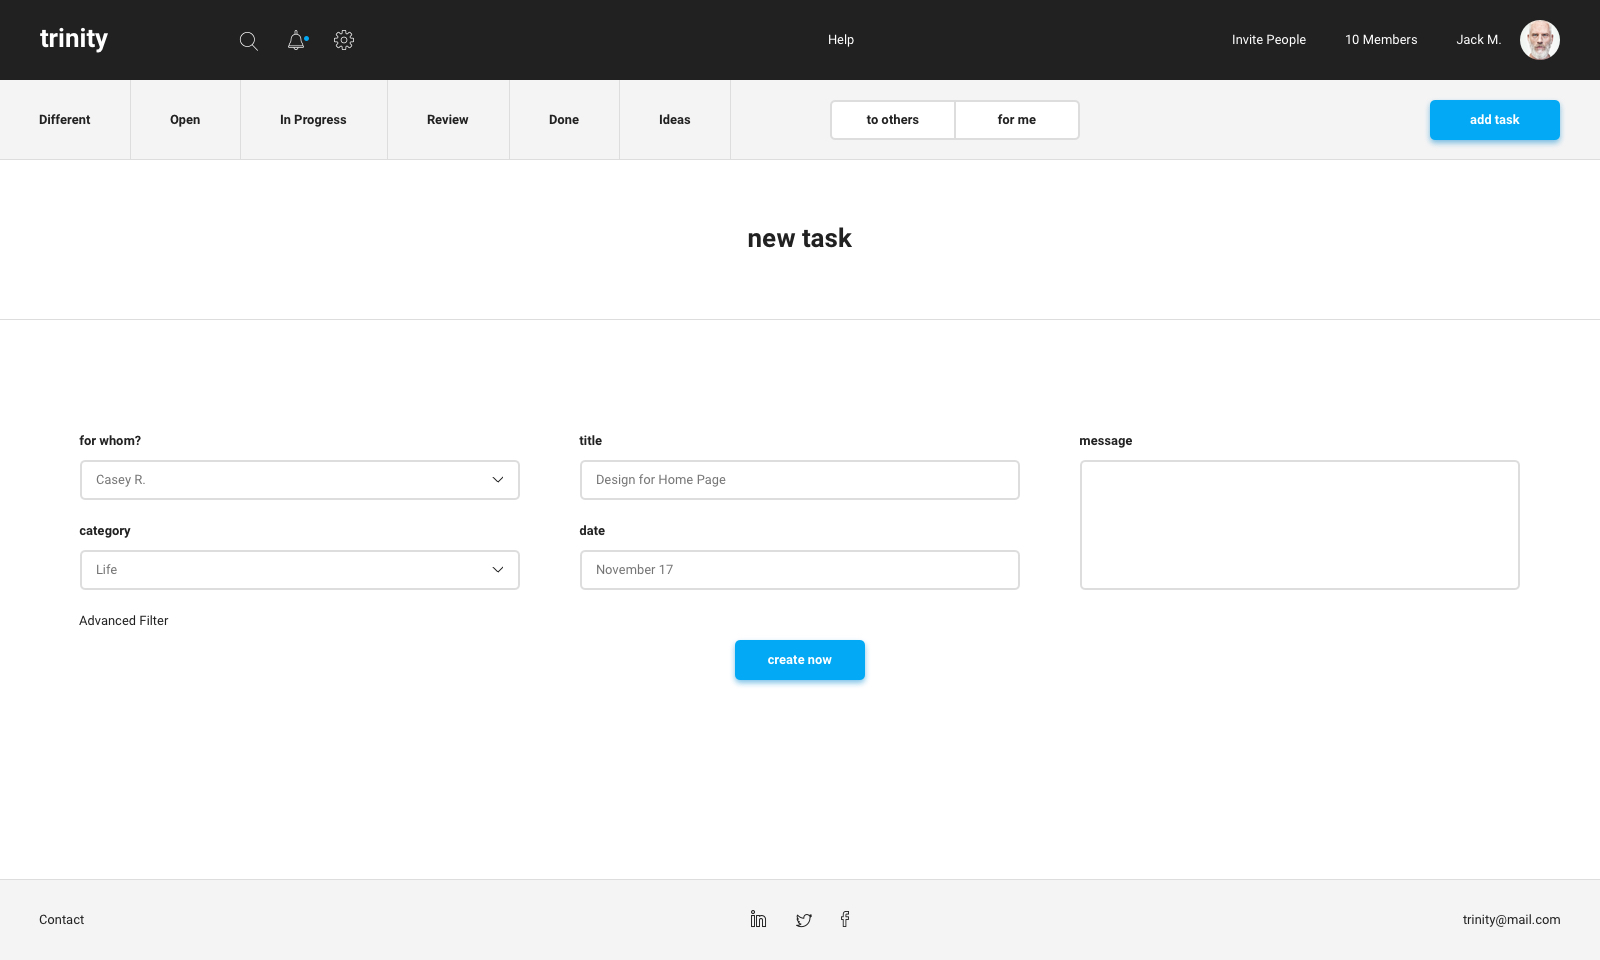 trinity
Help
Invite People
10 Members
Jack M.
Different
Open
In Progress
Review
Done
Ideas
to others
for me
add task
new task
for whom?
Casey R.
category
Life
Advanced Filter
title
Design for Home Page
date
November 17
message
create now
Contact
in
trinity@mail.com